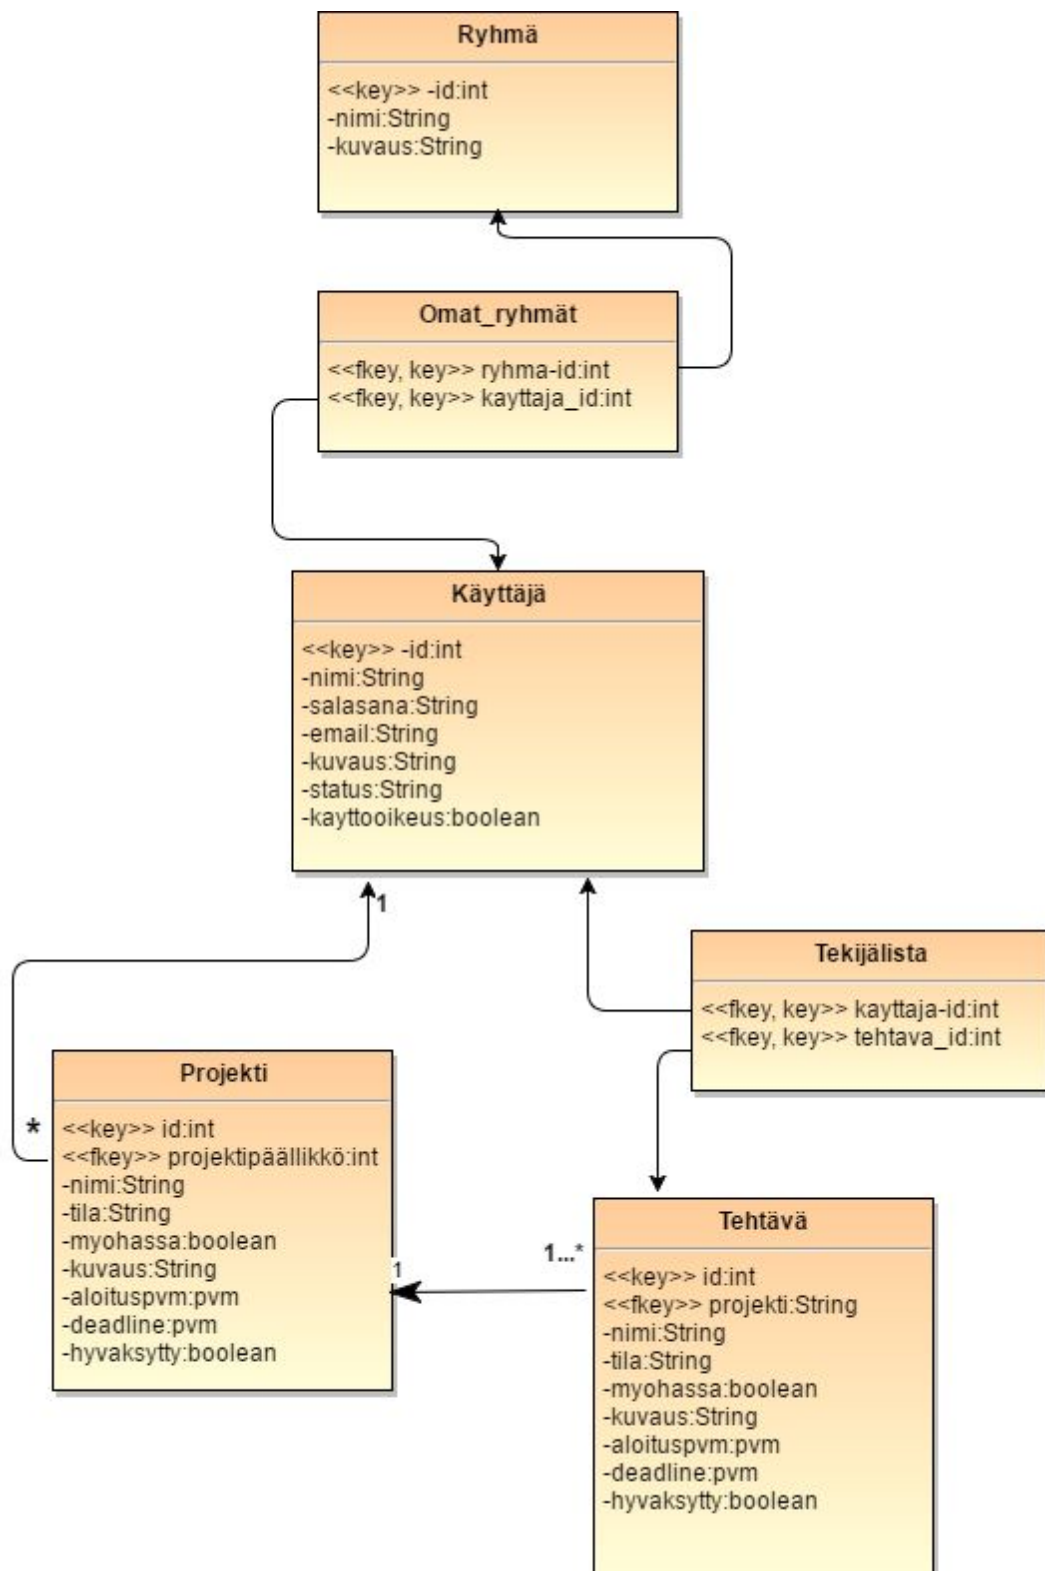 Ryhmä
<<key>> -id:int
-nimi:String
-kuvaus:String
Omat_ryhmät
<<fkey, key>> ryhma-id:int
<<fkey, key>> kayttaja_id:int
Käyttäjä
<<key>> -id:int
-nimi:String
-salasana:String
-email:String
-kuvaus:String
-status:String
-kayttooikeus:boolean
1
Tekijälista
<<fkey, key>> kayttaja-id:int
<<fkey, key>> tehtava_id:int
Projekti
*
<<key>> id:int
<<fkey>> projektipäällikkö:int
-nimi:String
-tila:String
-myohassa:boolean
-kuvaus:String
-aloituspvm:pvm
-deadline:pvm
-hyvaksytty:boolean
1
1...*
Tehtävä
<<key>> id:int
<<fkey>> projekti:String
-nimi:String
-tila:String
-myohassa:boolean
-kuvaus:String
-aloituspvm:pvm
-deadline:pvm
-hyvaksytty:boolean